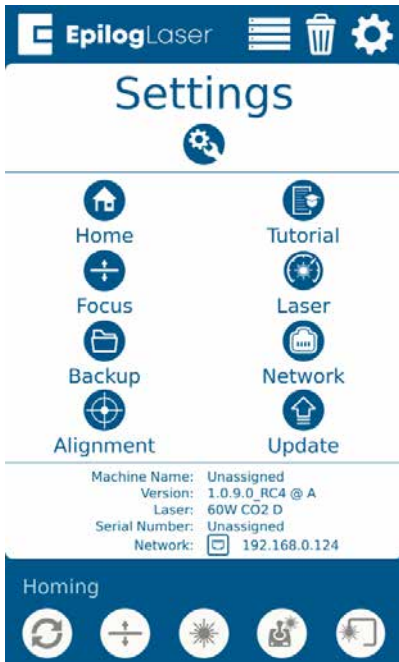 EpilogLaser
Settings
Home Tutorial
Focus Laser
Backup Network
Alignment Update
Machine Name: Unassigned
Version: 1.0.9.0_RC4 @ A
Laser: 60W CO2 D
Serial Number: Unassigned
Network: 192.168.0.124
Homing